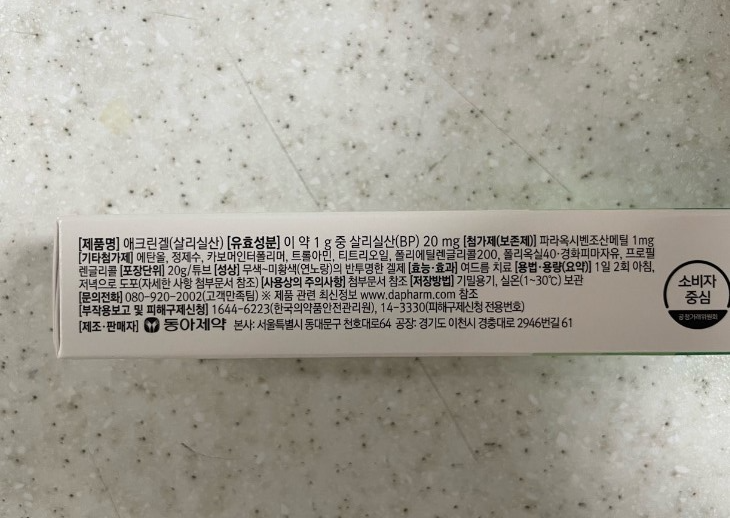 [제품명] 애크린겔(살리실산) [유효성분] 이 약 1 g 중 살리실산(BP) 20 mg [첨가제(보존제)] 파라옥시벤조산메틸 1mg
[기타첨가제] 에탄올, 정제수, 카보머인터폴리머, 트롤아민, 티트리오일, 폴리에틸렌글리콜200, 폴리옥실40·경화피마자유, 프로필
렌글리콜 [포장단위] 20g/튜브 [성상] 무색~미황색(연노랑)의 반투명한 겔제 [효능·효과] 여드름 치료 [용법·용량(요약)] 1일 2회 아침,
저녁으로 도포(자세한 사항 첨부문서 참조) [사용상의 주의사항] 첨부문서 참조 [저장방법] 기밀용기, 실온(1~30℃) 보관
[문의전화] 080-920-2002(고객만족팀) ※ 제품 관련 최신정보 www.dapharm.com 참조
[부작용보고 및 피해구제신청] 1644-6223(한국의약품안전관리원), 14-3330(피해구제신청 전용번호)
[제조·판매자] 동아제약 본사: 서울특별시 동대문구 천호대로64 공장: 경기도 이천시 경충대로 2946번길 61
소비자
중심
공정거래위원회